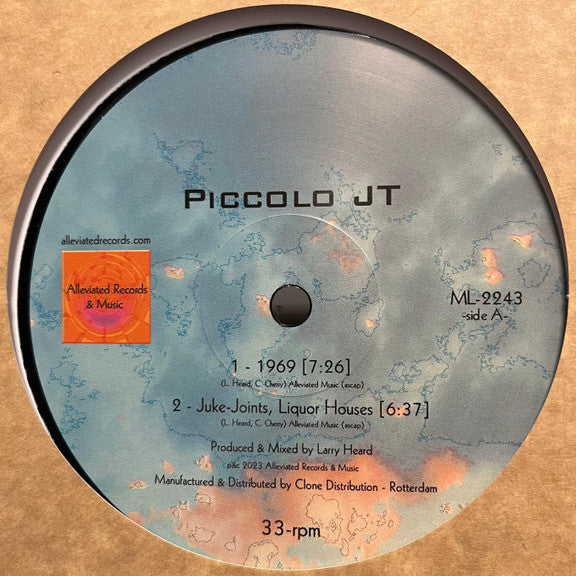 Piccolo JT
alleviatedrecords.com
Alleviated Records
& Music
ML-2243
-side A-
1 - 1969 [7:26]
(L. Heard, C. Cherry) Alleviated Music (ascap)
2 - Juke-Joints, Liquor Houses [6:37]
(L. Heard, C. Cherry) Alleviated Music (ascap)
Produced & Mixed by Larry Heard
p&c 2023 Alleviated Records & Music
Manufactured & Distributed by Clone Distribution - Rotterdam
33-rpm